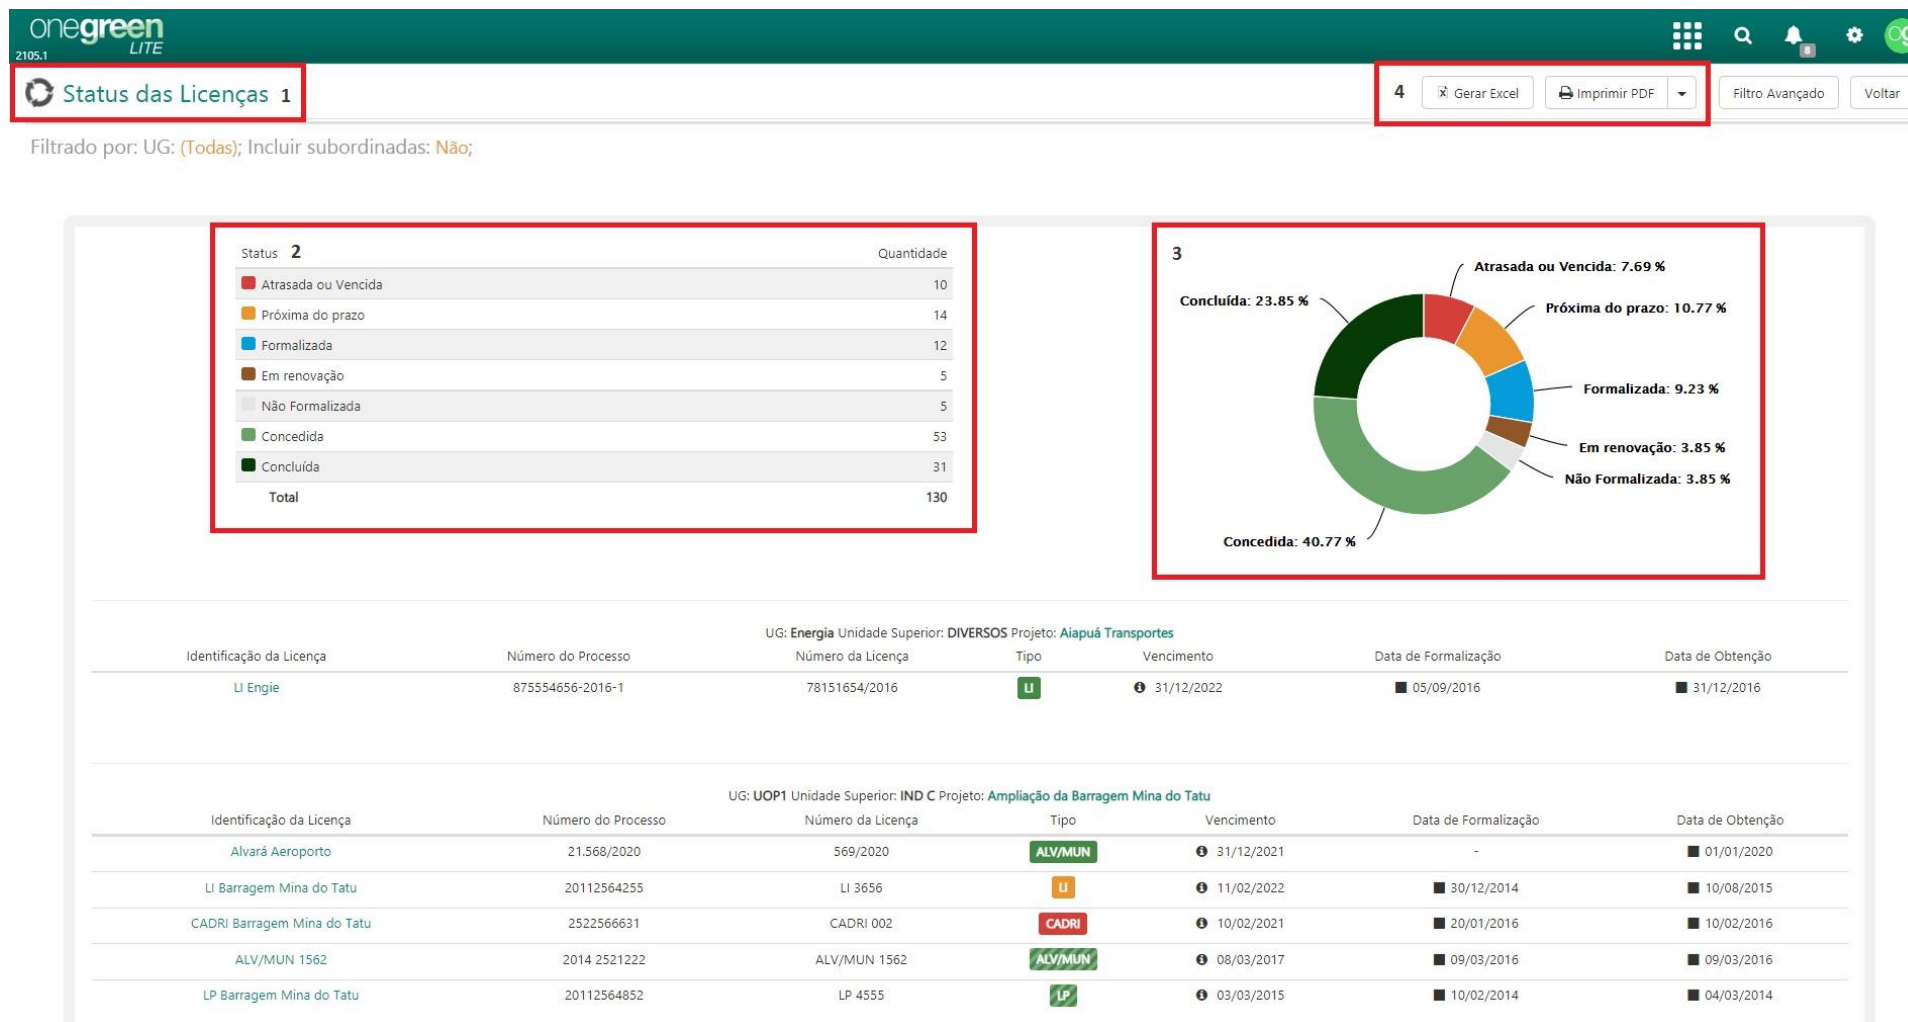 onegreen
LITE
2105.1
8
Status das Licenças 1
4 Gerar Excel Imprimir PDF Filtro Avançado Voltar
Filtrado por: UG: (Todas); Incluir subordinadas: Não;
Status 2 Quantidade
Atrasada ou Vencida 10
Próxima do prazo 14
Formalizada 12
Em renovação 5
Não Formalizada 5
Concedida 53
Concluída 31
Total 130
3
Atrasada ou Vencida: 7.69 %
Concluída: 23.85 %
Próxima do prazo: 10.77 %
Formalizada: 9.23 %
Em renovação: 3.85 %
Não Formalizada: 3.85 %
Concedida: 40.77 %
UG: Energia Unidade Superior: DIVERSOS Projeto: Aiapuá Transportes
Identificação da Licença Número do Processo Número da Licença Tipo Vencimento Data de Formalização Data de Obtenção
LI Engie 875554656-2016-1 78151654/2016 LI 31/12/2022 05/09/2016 31/12/2016
UG: UOP1 Unidade Superior: IND C Projeto: Ampliação da Barragem Mina do Tatu
Identificação da Licença Número do Processo Número da Licença Tipo Vencimento Data de Formalização Data de Obtenção
Alvará Aeroporto 21.568/2020 569/2020 ALV/MUN 31/12/2021 - 01/01/2020
LI Barragem Mina do Tatu 20112564255 LI 3656 LI 11/02/2022 30/12/2014 10/08/2015
CADRI Barragem Mina do Tatu 2522566631 CADRI 002 CADRI 10/02/2021 20/01/2016 10/02/2016
ALV/MUN 1562 2014 2521222 ALV/MUN 1562 ALV/MUN 08/03/2017 09/03/2016 09/03/2016
LP Barragem Mina do Tatu 20112564852 LP 4555 LP 03/03/2015 10/02/2014 04/03/2014